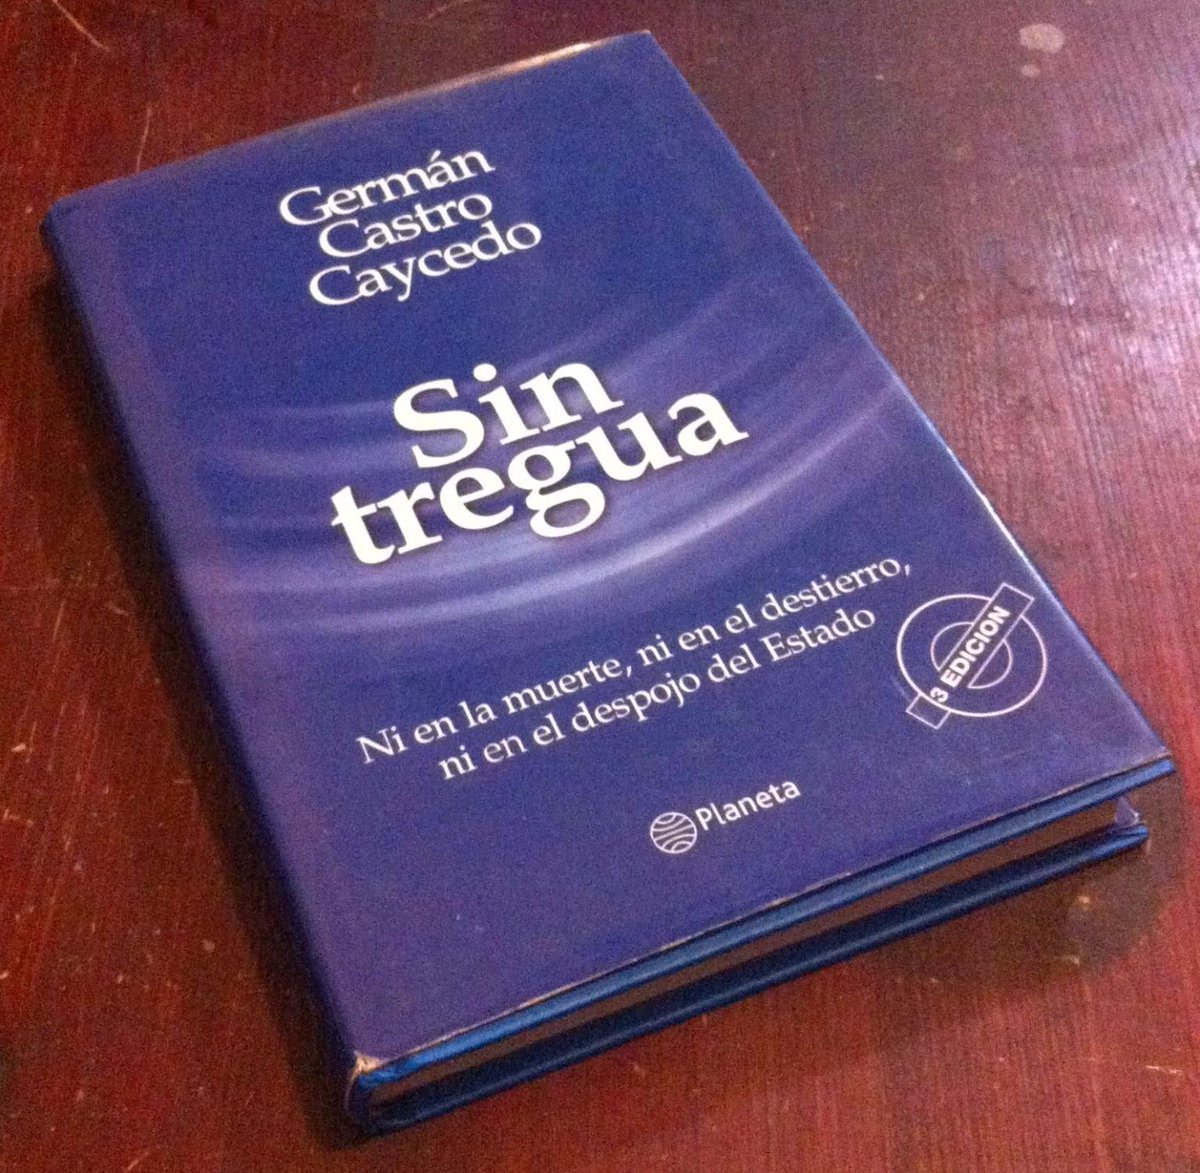 Germán
Castro
Caycedo
Sin
tregua
Ni en la muerte, ni en el destierro,
ni en el despojo del Estado
3 EDICION
Planeta